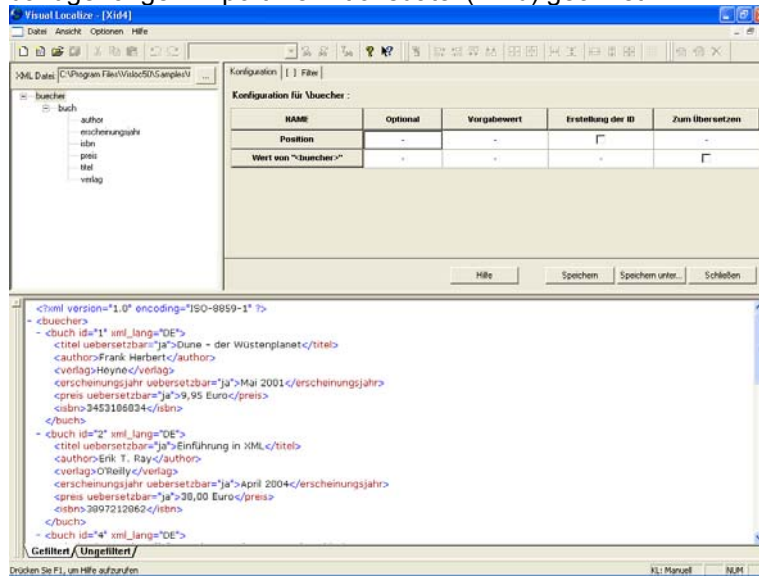 Visual Localize - [Xid4]
Datei Ansicht Optionen Hilfe
XML Datei: C:\Program Files\Visloc50\Samples\ ...
Konfiguration [ ] Filter
buecher
buch
author
erscheinungsjahr
isbn
preis
titel
verlag
Konfiguration für \buecher :
NAME Optional Vorgabewert Erstellung der ID Zum Übersetzen
Position - - -
Wert von "<buecher>" - - -
Hilfe Speichern Speichern unter... Schließen
<?xml version="1.0" encoding="ISO-8859-1" ?>
- <buecher>
- <buch id="1" xml_lang="DE">
<titel uebersetzbar="ja">Dune - der Wüstenplanet</titel>
<author>Frank Herbert</author>
<verlag>Heyne</verlag>
<erscheinungsjahr uebersetzbar="ja">Mai 2001</erscheinungsjahr>
<preis uebersetzbar="ja">9,95 Euro</preis>
<isbn>3453186834</isbn>
</buch>
- <buch id="2" xml_lang="DE">
<titel uebersetzbar="ja">Einführung in XML</titel>
<author>Erik T. Ray</author>
<verlag>O'Reilly</verlag>
<erscheinungsjahr uebersetzbar="ja">April 2004</erscheinungsjahr>
<preis uebersetzbar="ja">38,00 Euro</preis>
<isbn>3897212862</isbn>
</buch>
- <buch id="4" xml_lang="DE">
Gefiltert Ungefiltert
Drücken Sie F1, um Hilfe aufzurufen
KL: Manuell NUM